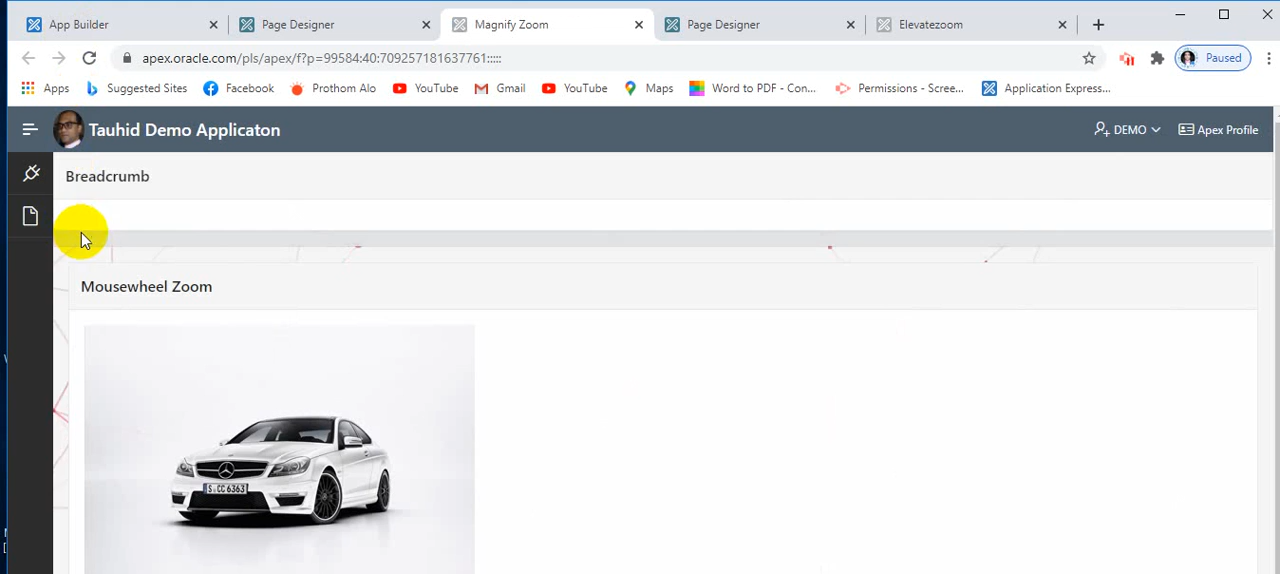 App Builder
Page Designer
Magnify Zoom
Page Designer
Elevatezoom
apex.oracle.com/pls/apex/f?p=99584:40:709257181637761:::::
Paused
Apps
Suggested Sites
Facebook
Prothom Alo
YouTube
Gmail
YouTube
Maps
Word to PDF - Con...
Permissions - Scree...
Application Express...
Tauhid Demo Applicaton
DEMO
Apex Profile
Breadcrumb
Mousewheel Zoom
S CC 6363